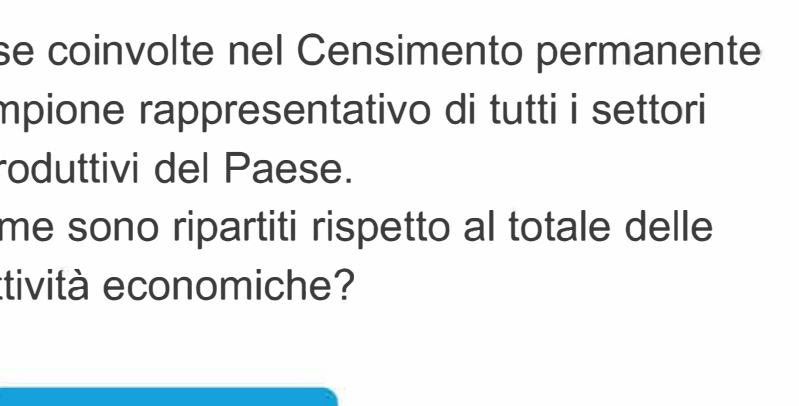 se coinvolte nel Censimento permanente
mpione rappresentativo di tutti i settori
roduttivi del Paese.
me sono ripartiti rispetto al totale delle
ttività economiche?